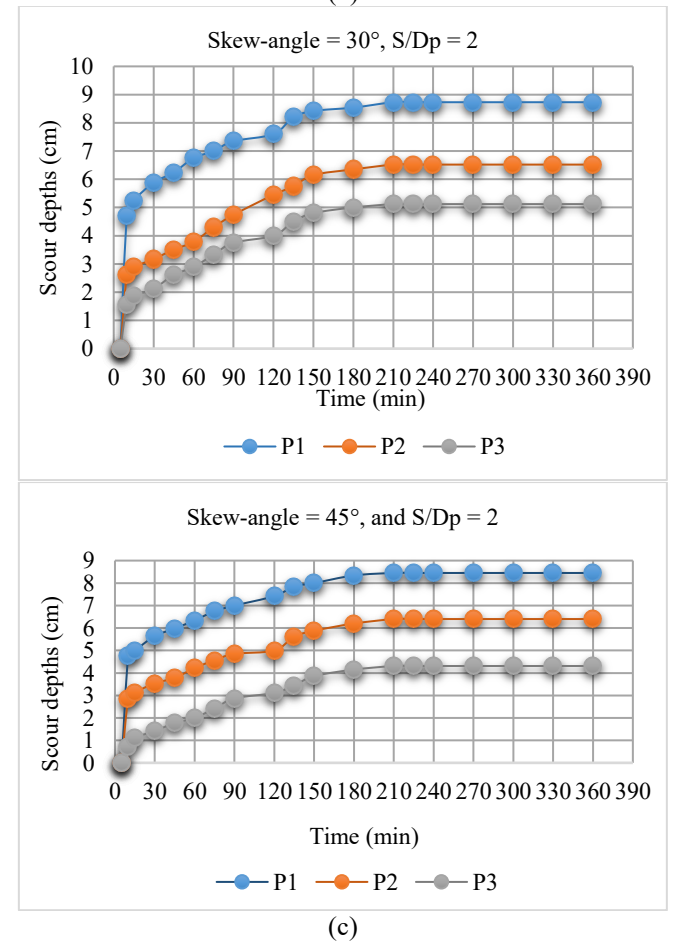 Skew-angle = 30°, S/Dp = 2
10
9
8
7
6
5
4
3
2
1
0
Scour depths (cm)
0 30 60 90 120 150 180 210 240 270 300 330 360 390
Time (min)
P1 P2 P3
Skew-angle = 45°, and S/Dp = 2
9
8
7
6
5
4
3
2
1
0
Scour depths (cm)
0 30 60 90 120 150 180 210 240 270 300 330 360 390
Time (min)
P1 P2 P3
(c)